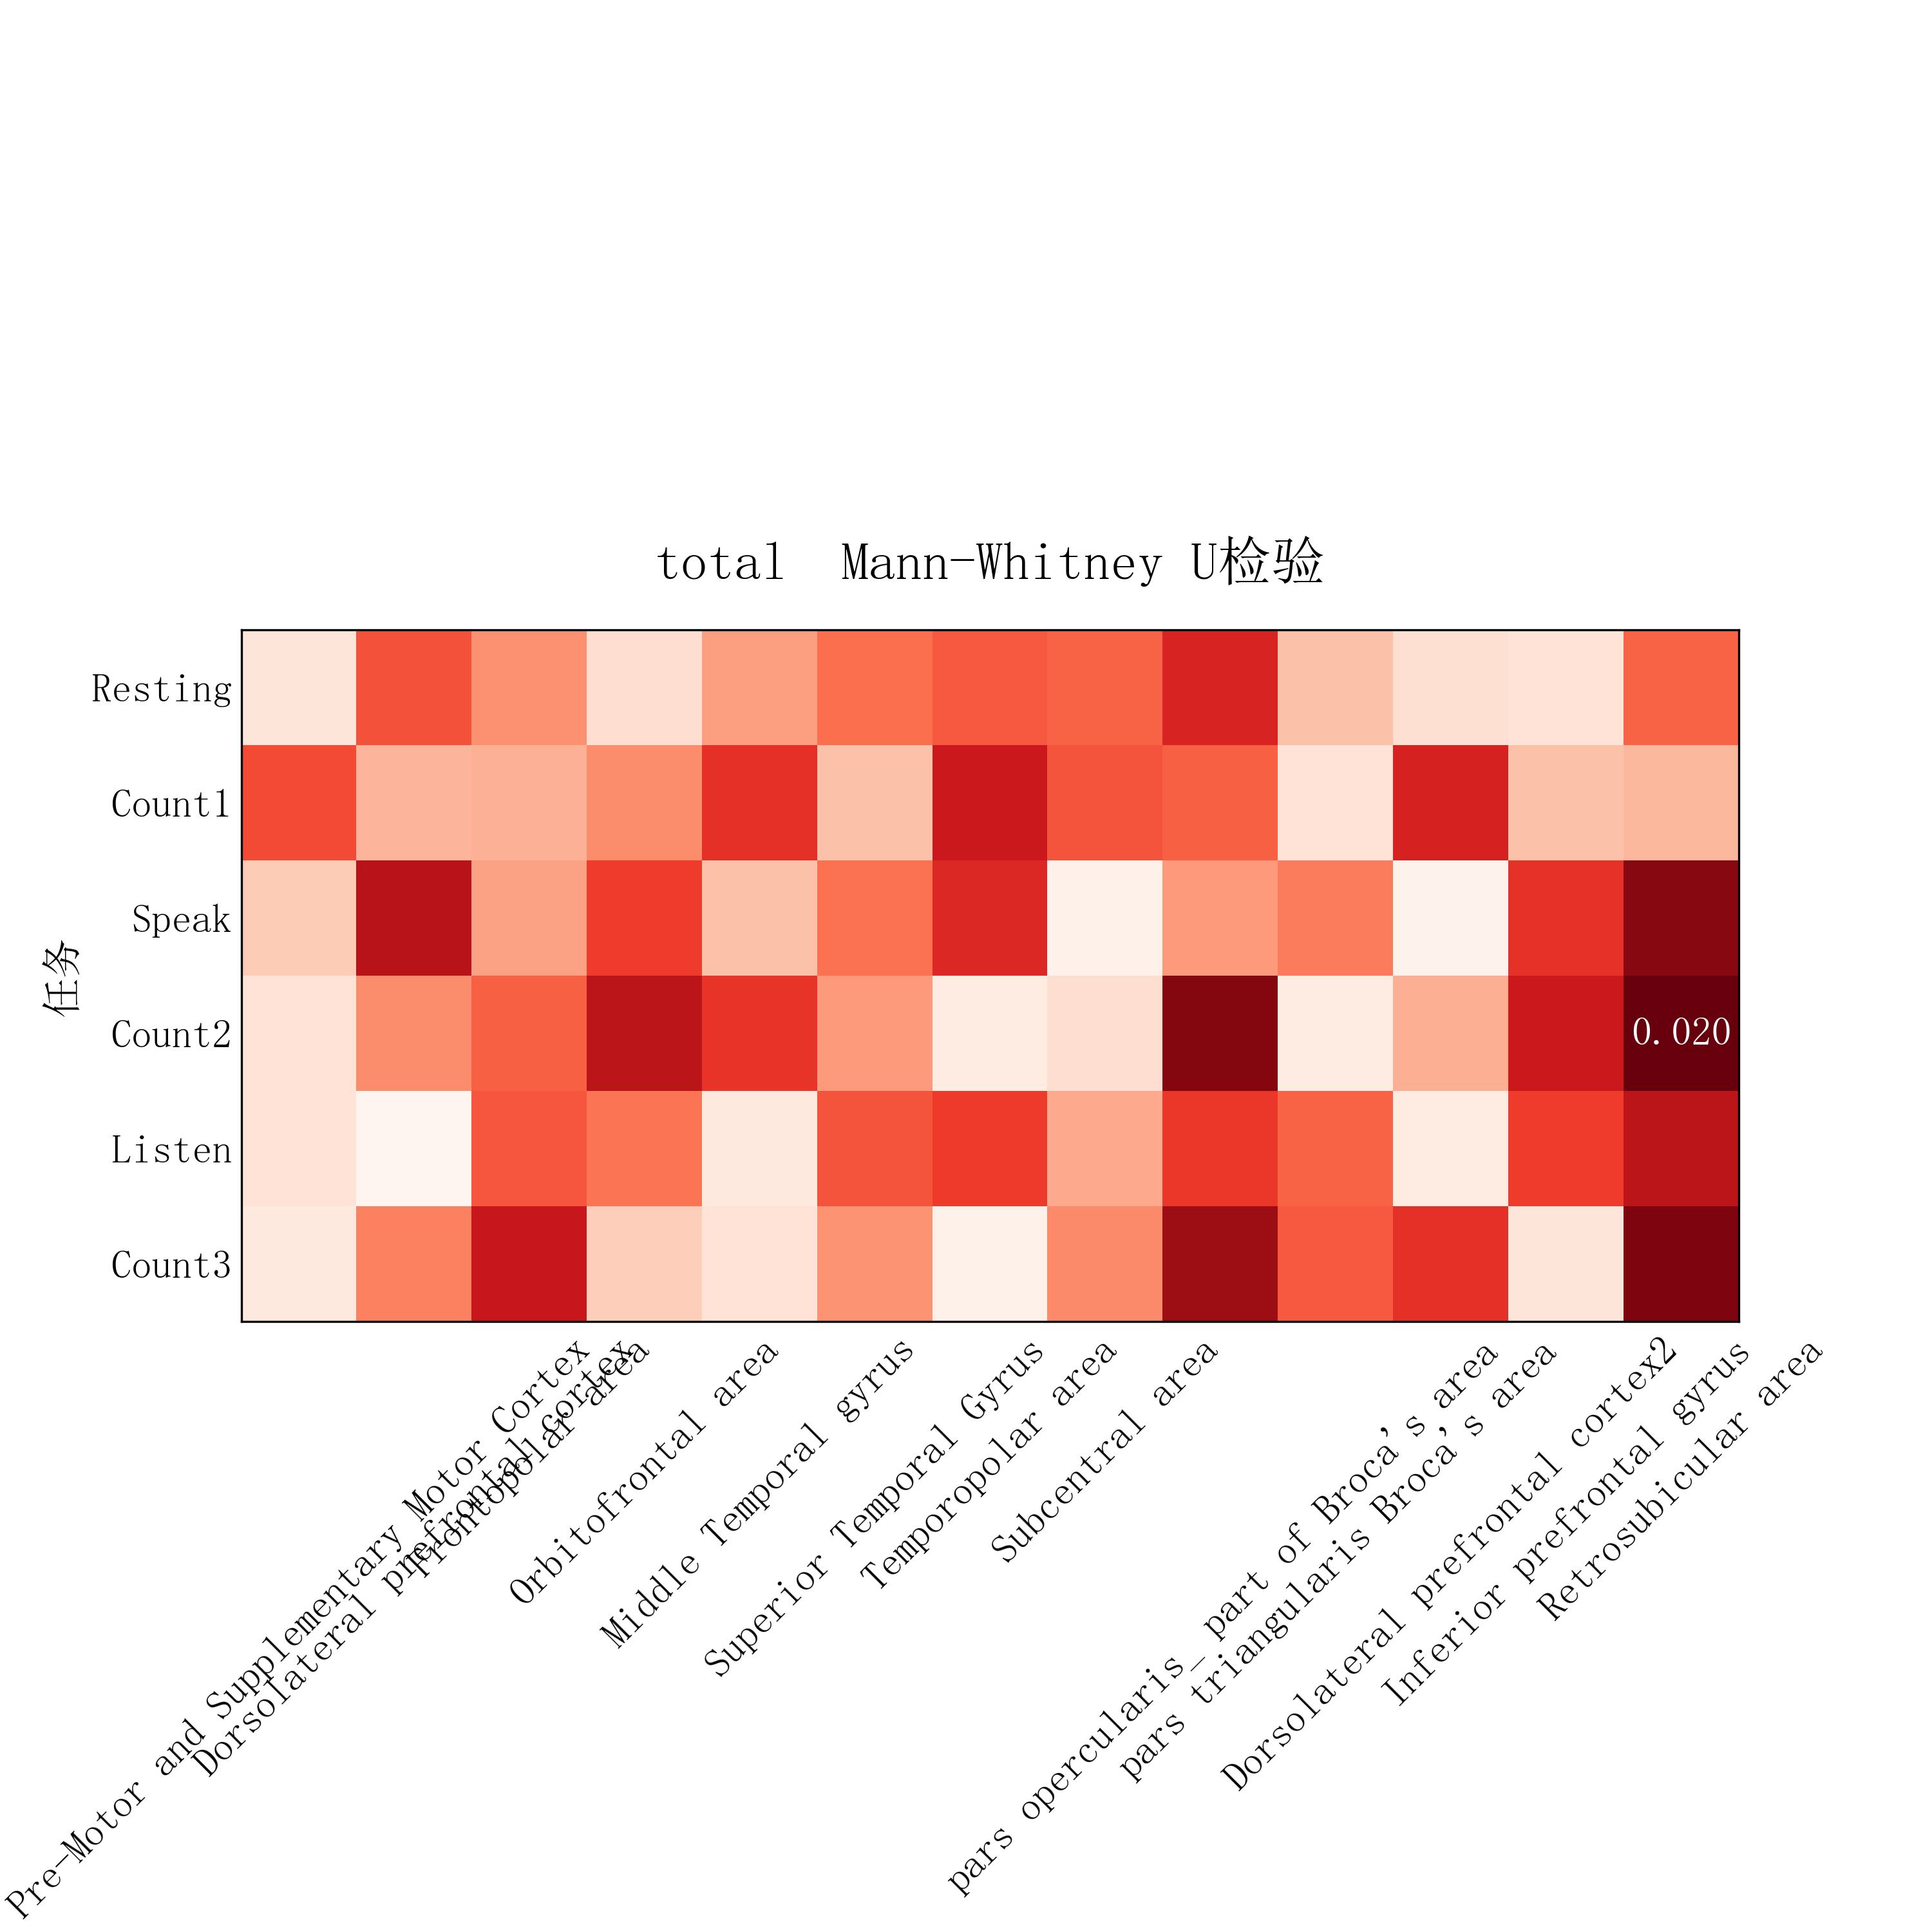 total  Mann-Whitney U检验
任务
Resting
Count1
Speak
Count2
0.020
Listen
Count3
Pre-Motor and Supplementary Motor Cortex
Dorsolateral prefrontal cortex
Frontopolar area
Orbitofrontal area
Middle Temporal gyrus
Superior Temporal Gyrus
Temporopolar area
Subcentral area
pars opercularis_ part of Broca's area
pars triangularis Broca's area
Dorsolateral prefrontal cortex2
Inferior prefrontal gyrus
Retrosubicular area